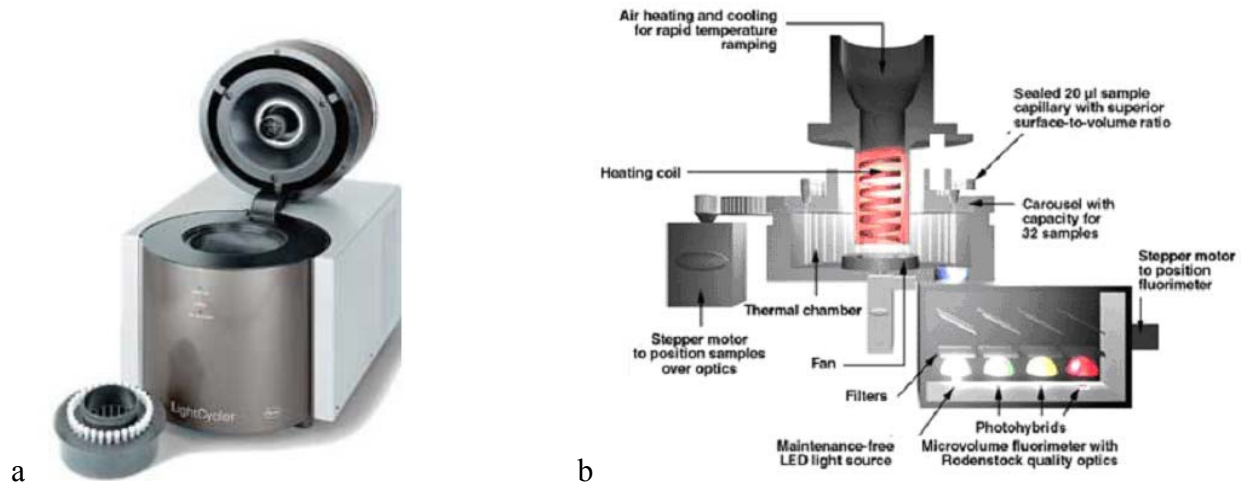 LightCycler
a
Air heating and cooling
for rapid temperature
ramping
Sealed 20 µl sample
capillary with superior
surface-to-volume ratio
Heating coil
Carousel with
capacity for
32 samples
Stepper motor
to position
fluorimeter
Thermal chamber
Stepper motor
to position samples
over optics
Fan
Filters
Photohybrids
Maintenance-free
LED light source
Microvolume fluorimeter with
Rodenstock quality optics
b